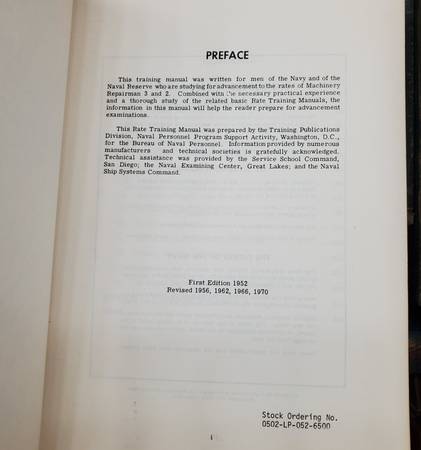 PREFACE
This training manual was written for men of the Navy and of the
Naval Reserve who are studying for advancement to the rates of Machinery
Repairman 3 and 2. Combined with the necessary practical experience
and a thorough study of the related basic Rate Training Manuals, the
information in this manual will help the reader prepare for advancement
examinations.
This Rate Training Manual was prepared by the Training Publications
Division, Naval Personnel Program Support Activity, Washington, D.C.,
for the Bureau of Naval Personnel. Information provided by numerous
manufacturers and technical societies is gratefully acknowledged.
Technical assistance was provided by the Service School Command,
San Diego; the Naval Examining Center, Great Lakes; and the Naval
Ship Systems Command.
First Edition 1952
Revised 1956, 1962, 1966, 1970
Stock Ordering No.
0502-LP-052-6500
i